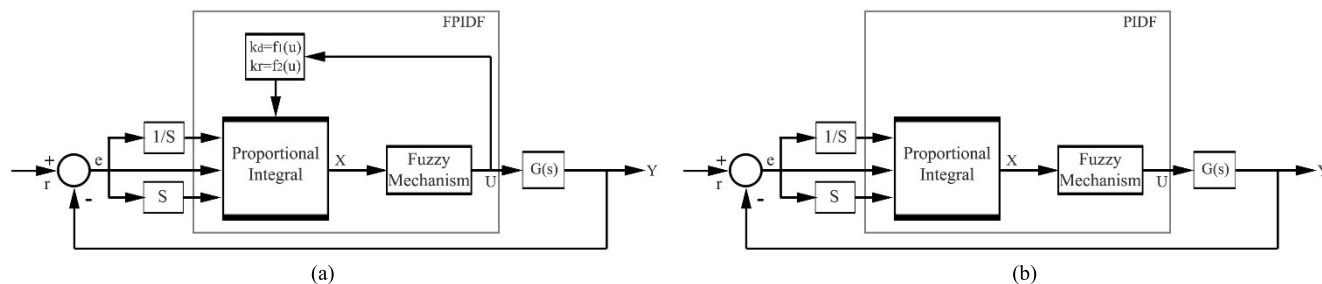 FPIDF
kd=f1(u)
kr=f2(u)
1/S
+
r
e
-
S
Proportional
Integral
X
Fuzzy
Mechanism
U
G(s)
Y
(a)
PIDF
1/S
+
r
e
-
S
Proportional
Integral
X
Fuzzy
Mechanism
U
G(s)
Y
(b)